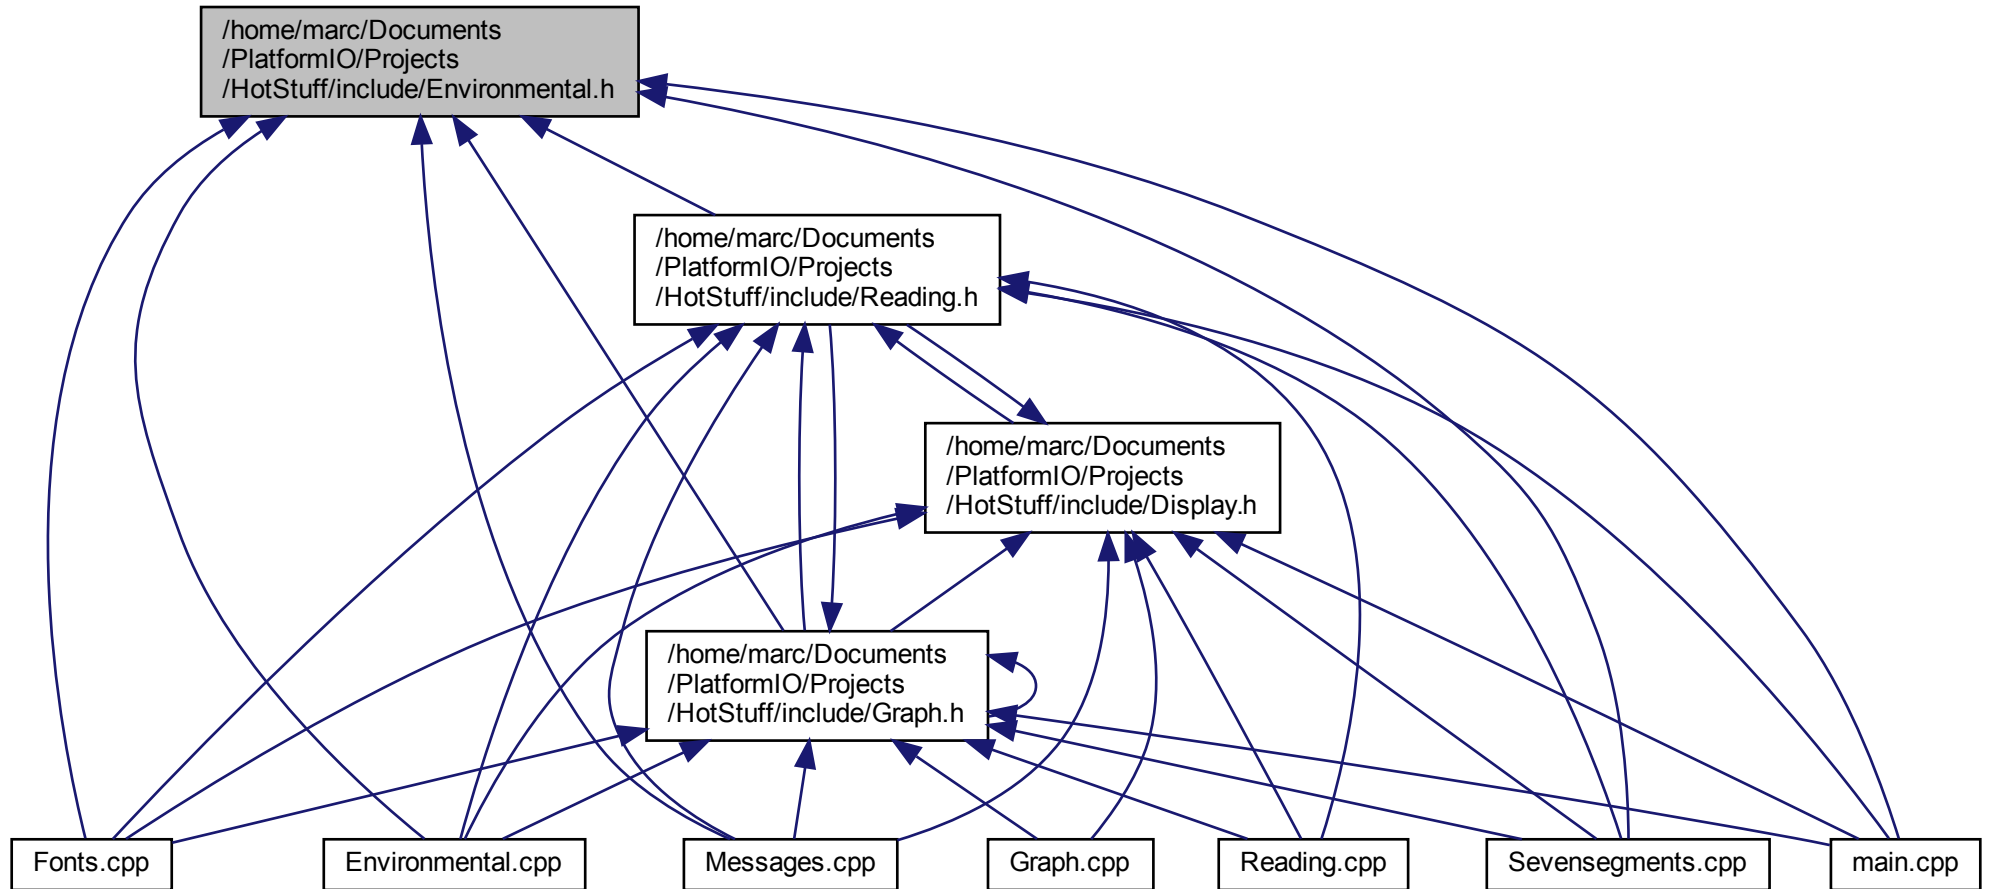 /home/marc/Documents
/PlatformIO/Projects
/HotStuff/include/Environmental.h
/home/marc/Documents
/PlatformIO/Projects
/HotStuff/include/Reading.h
/home/marc/Documents
/PlatformIO/Projects
/HotStuff/include/Display.h
/home/marc/Documents
/PlatformIO/Projects
/HotStuff/include/Graph.h
Fonts.cpp
Environmental.cpp
Messages.cpp
Graph.cpp
Reading.cpp
Sevensegments.cpp
main.cpp